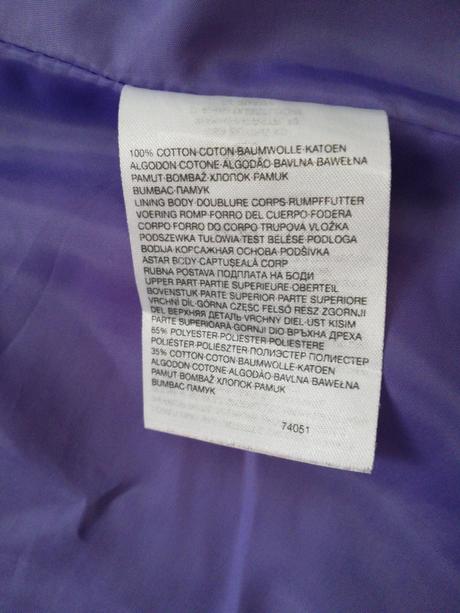 100% COTTON·COTON·BAUMWOLLE·KATOEN
ALGODON·COTONE·ALGODÃO·BAVLNA BAWEŁNA
PAMUT·BOMBAŽ·ХЛОПОК·PAMUK
BUMBAC·ПАМУК
LINING BODY·DOUBLURE CORPS·RUMPFFUTTER
VOERING ROMP·FORRO DEL CUERPO·FODERA
CORPO·FORRO DO CORPO·TRUPOVÁ VLOŽKA
PODSZEWKA TUŁOWIA·TEST BÉLÉSE·PODLOGA
BODIJA·КОРСАЖНАЯ ОСНОВА·PODŠÍVKA
ASTAR BODY·CAPTUSEALĂ CORP
RUBNA POSTAVA·ПОДПЛАТА НА БОДИ
UPPER PART·PARTIE SUPERIEURE·OBERTEIL
BOVENSTUK·PARTE SUPERIOR·PARTE SUPERIORE
VRCHNÍ DÍL·GÓRNA CZĘŚĆ·FELSŐ RÉSZ·ZGORNJI
DEL·ВЕРХНЯЯ ДЕТАЛЬ·VRCHNY DIEL·UST KISIM
PARTE SUPERIOARĂ·GORNJI DIO·ВРЪХНА ДРЕХА
65% POLYESTER·POLIESTER·POLIESTERE
POLIÉSTER·POLIESZTER·ПОЛИЭСТЕР·ПОЛИЕСТЕР
35% COTTON·COTON·BAUMWOLLE·KATOEN
ALGODON·COTONE·ALGODÃO·BAVLNA·BAWEŁNA
PAMUT·BOMBAŽ·ХЛОПОК·PAMUK
BUMBAC·ПАМУК
74051